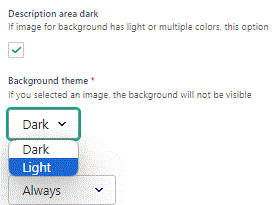 Description area dark
If image for background has light or multiple colors, this option
Background theme *
If you selected an image, the background will not be visible
Dark
Dark
Light
Always